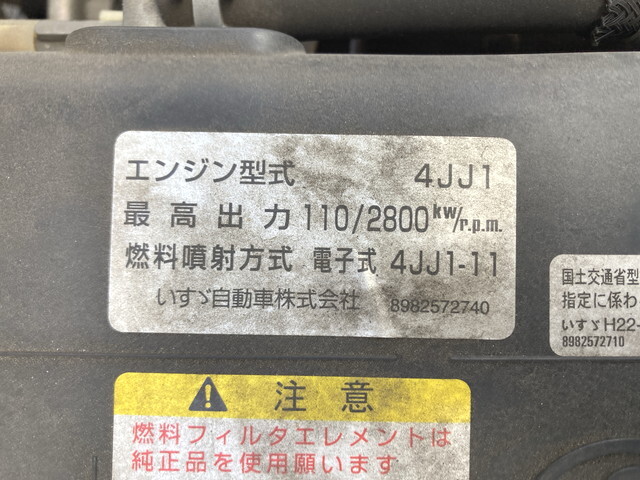 エンジン型式 4JJ1
最高出力 110/2800kw/r.p.m.
燃料噴射方式 電子式 4JJ1-11
いすゞ自動車株式会社 8982572740
国土交通省型
指定に係わ
いすゞH22-
8982572710
注意
燃料フィルタエレメントは
純正品を使用願います